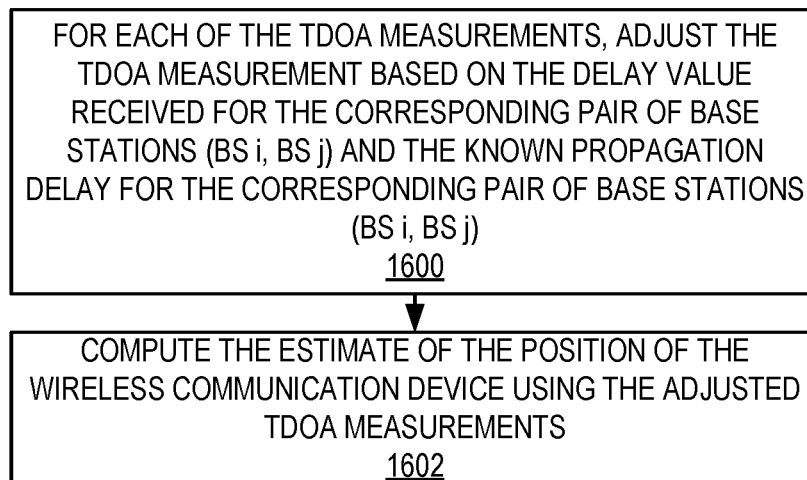 FOR EACH OF THE TDOA MEASUREMENTS, ADJUST THE
TDOA MEASUREMENT BASED ON THE DELAY VALUE
RECEIVED FOR THE CORRESPONDING PAIR OF BASE
STATIONS (BS i, BS j) AND THE KNOWN PROPAGATION
DELAY FOR THE CORRESPONDING PAIR OF BASE STATIONS
(BS i, BS j)
1600
COMPUTE THE ESTIMATE OF THE POSITION OF THE
WIRELESS COMMUNICATION DEVICE USING THE ADJUSTED
TDOA MEASUREMENTS
1602